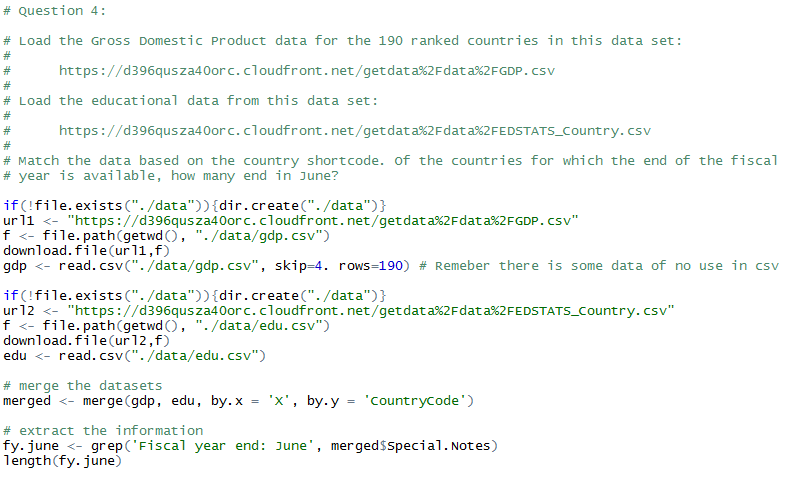 # Question 4:
# Load the Gross Domestic Product data for the 190 ranked countries in this data set:
#
#      https://d396qusza40orc.cloudfront.net/getdata%2Fdata%2FGDP.csv
#
# Load the educational data from this data set:
#
#      https://d396qusza40orc.cloudfront.net/getdata%2Fdata%2FEDSTATS_Country.csv
#
# Match the data based on the country shortcode. Of the countries for which the end of the fiscal
# year is available, how many end in June?
if(!file.exists("./data")){dir.create("./data")}
url1 <- "https://d396qusza40orc.cloudfront.net/getdata%2Fdata%2FGDP.csv"
f <- file.path(getwd(), "./data/gdp.csv")
download.file(url1,f)
gdp <- read.csv("./data/gdp.csv", skip=4. rows=190) # Remeber there is some data of no use in csv
if(!file.exists("./data")){dir.create("./data")}
url2 <- "https://d396qusza40orc.cloudfront.net/getdata%2Fdata%2FEDSTATS_Country.csv"
f <- file.path(getwd(), "./data/edu.csv")
download.file(url2,f)
edu <- read.csv("./data/edu.csv")
# merge the datasets
merged <- merge(gdp, edu, by.x = 'X', by.y = 'CountryCode')
# extract the information
fy.june <- grep('Fiscal year end: June', merged$Special.Notes)
length(fy.june)